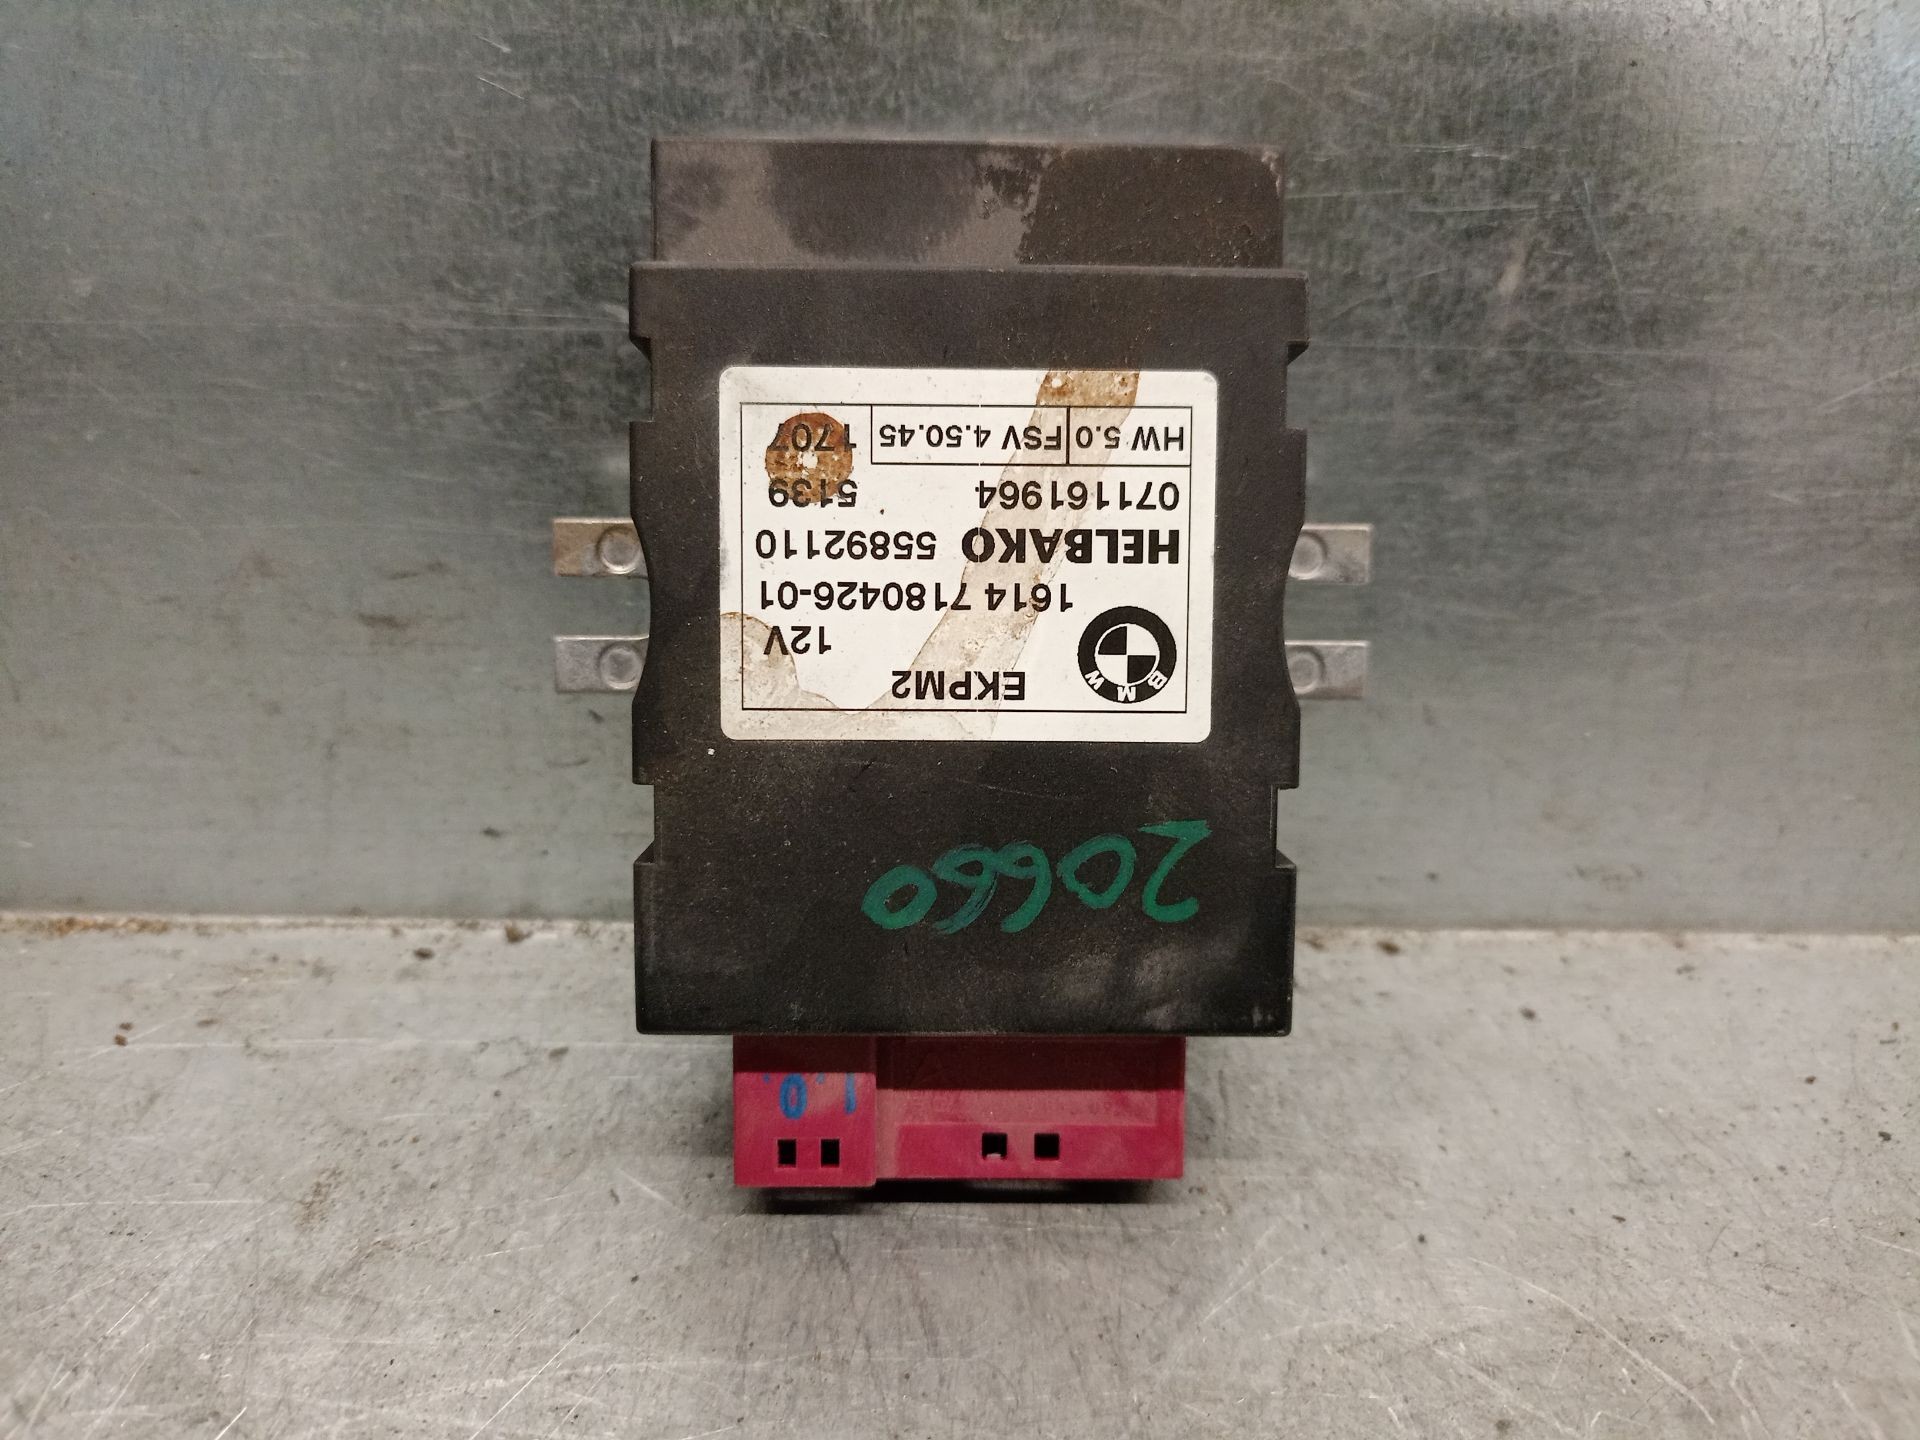 1.0.
20660
EKPM2
BMW
12V
1614 7180426-01
HELBAKO 55892110
071161964 5139
HW 5.0 FSV 4.50.45 1707